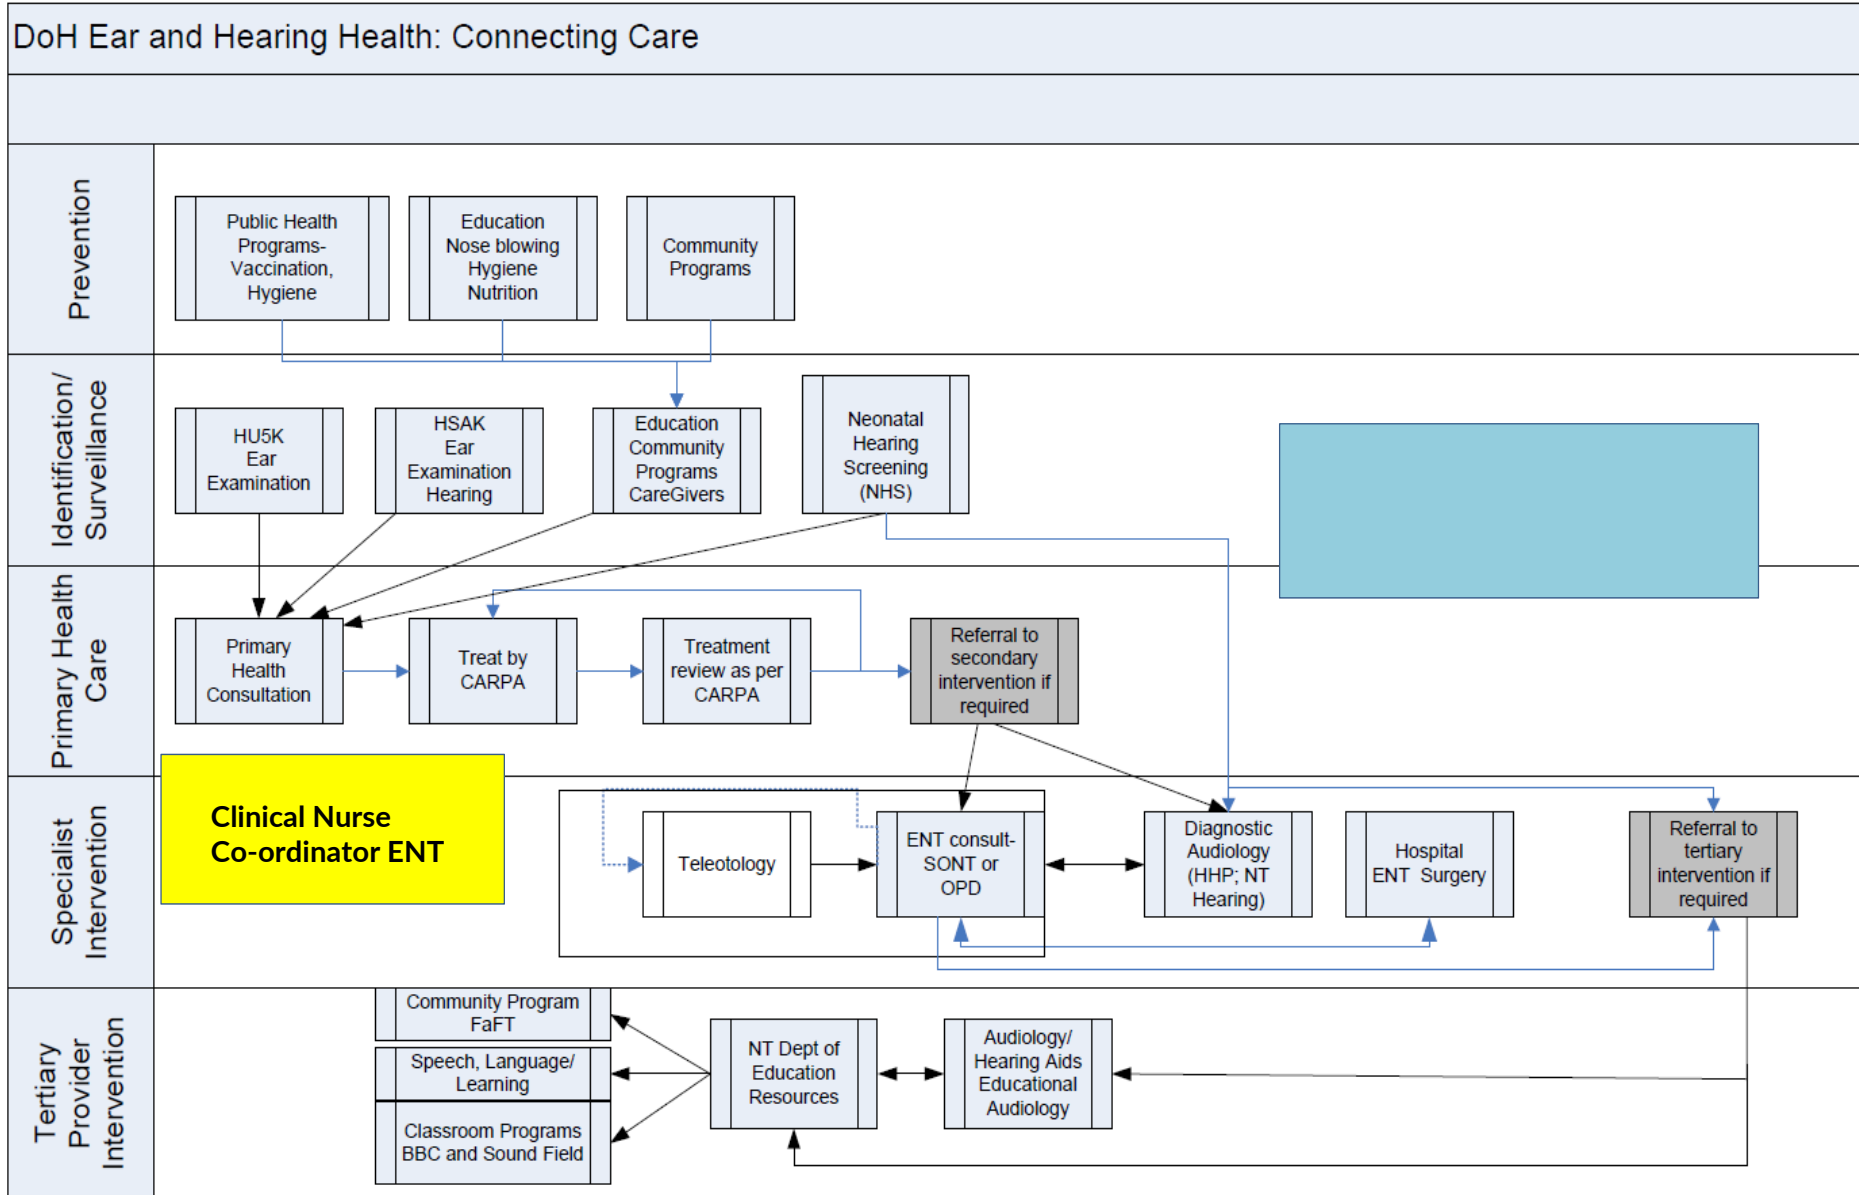 DoH Ear and Hearing Health: Connecting Care
Prevention
Public Health
Programs-
Vaccination,
Hygiene
Education
Nose blowing
Hygiene
Nutrition
Community
Programs
Identification/
Surveillance
HU5K
Ear
Examination
HSAK
Ear
Examination
Hearing
Education
Community
Programs
CareGivers
Neonatal
Hearing
Screening
(NHS)
Primary Health
Care
Primary
Health
Consultation
Treat by
CARPA
Treatment
review as per
CARPA
Referral to
secondary
intervention if
required
Specialist
Intervention
Clinical Nurse
Co-ordinator ENT
Teleotology
ENT consult-
SONT or
OPD
Diagnostic
Audiology
(HHP; NT
Hearing)
Hospital
ENT Surgery
Referral to
tertiary
intervention if
required
Tertiary
Provider
Intervention
Community Program
FaFT
Speech, Language/
Learning
Classroom Programs
BBC and Sound Field
NT Dept of
Education
Resources
Audiology/
Hearing Aids
Educational
Audiology